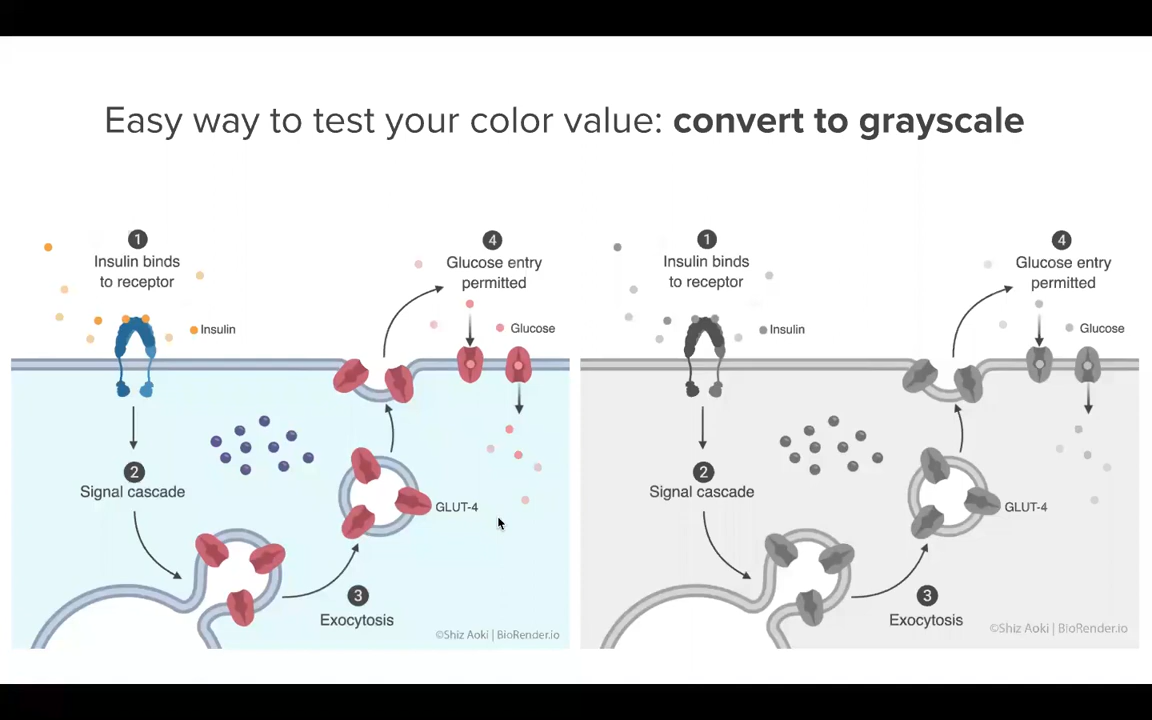 Easy way to test your color value: convert to grayscale
1
Insulin binds
to receptor
Insulin
4
Glucose entry
permitted
Glucose
2
Signal cascade
GLUT-4
3
Exocytosis
©Shiz Aoki | BioRender.io
1
Insulin binds
to receptor
Insulin
4
Glucose entry
permitted
Glucose
2
Signal cascade
GLUT-4
3
Exocytosis
©Shiz Aoki | BioRender.io